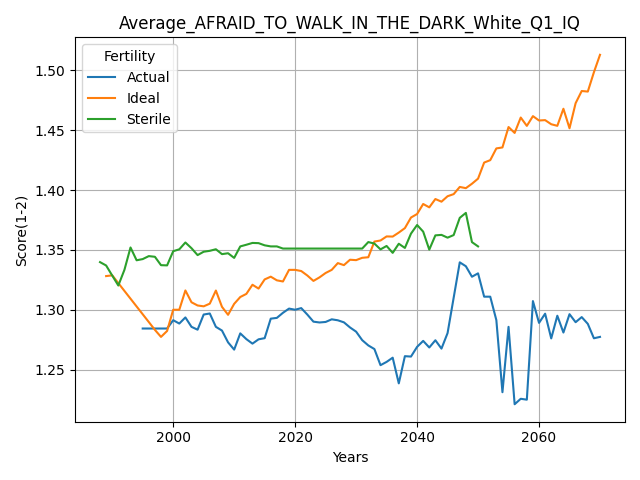 Average_AFRAID_TO_WALK_IN_THE_DARK_White_Q1_IQ
Fertility
Actual
Ideal
Sterile
Score(1-2)
1.50
1.45
1.40
1.35
1.30
1.25
2000
2020
2040
2060
Years